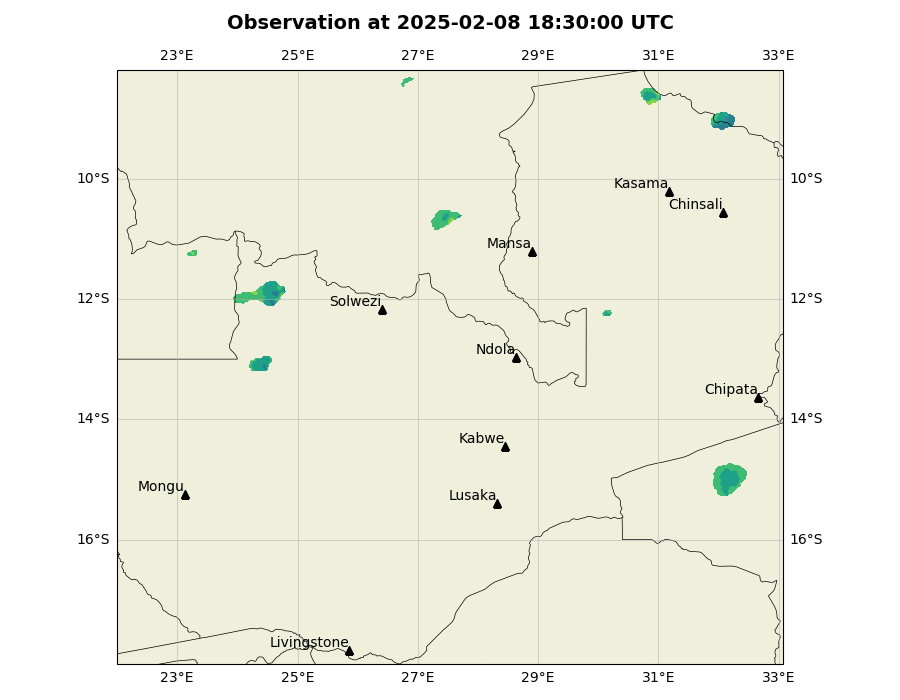 Observation at 2025-02-08 18:30:00 UTC
23°E 25°E 27°E 29°E 31°E 33°E
10°S 10°S
Kasama
Chinsali
Mansa
12°S 12°S
Solwezi
Ndola
Chipata
14°S 14°S
Kabwe
Mongu
Lusaka
16°S 16°S
Livingstone
23°E 25°E 27°E 29°E 31°E 33°E